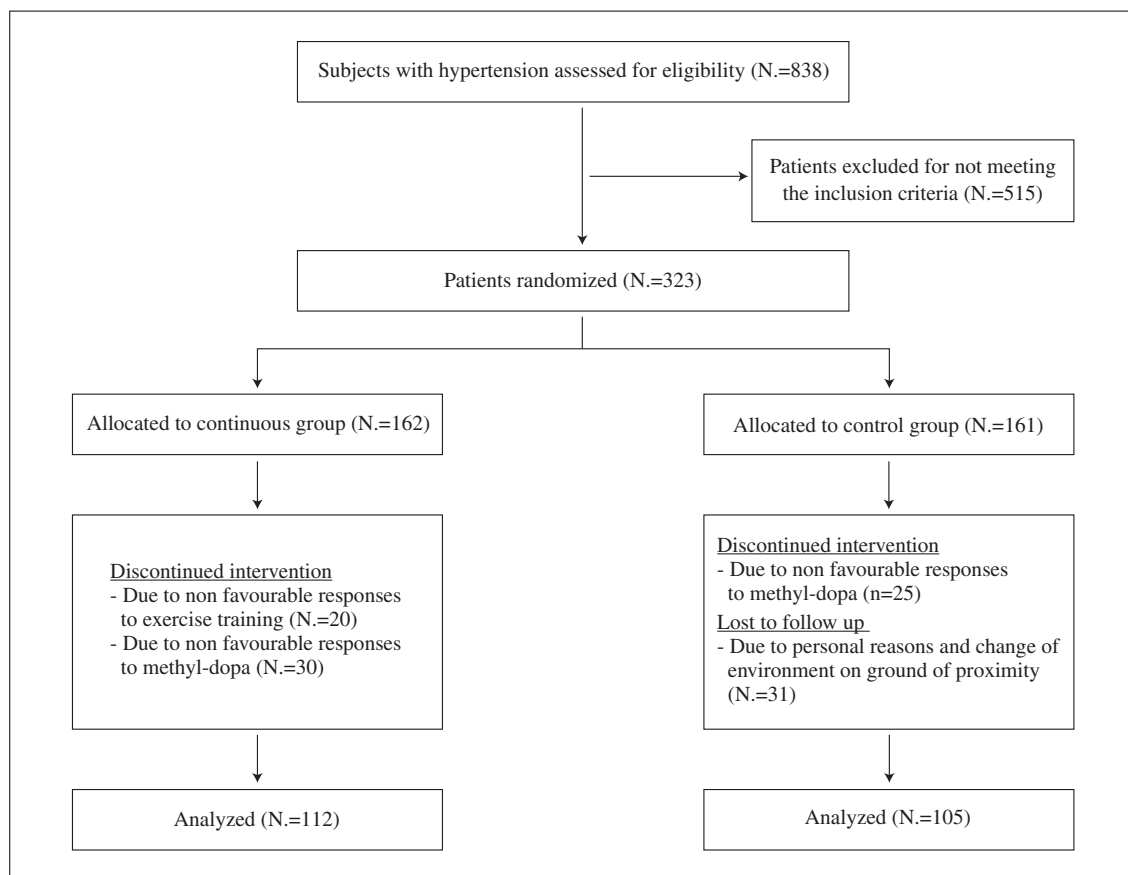 Subjects with hypertension assessed for eligibility (N.=838)
Patients excluded for not meeting
the inclusion criteria (N.=515)
Patients randomized (N.=323)
Allocated to continuous group (N.=162)
Allocated to control group (N.=161)
Discontinued intervention
- Due to non favourable responses
to exercise training (N.=20)
- Due to non favourable responses
to methyl-dopa (N.=30)
Discontinued intervention
- Due to non favourable responses
to methyl-dopa (n=25)
Lost to follow up
- Due to personal reasons and change of
environment on ground of proximity
(N.=31)
Analyzed (N.=112)
Analyzed (N.=105)